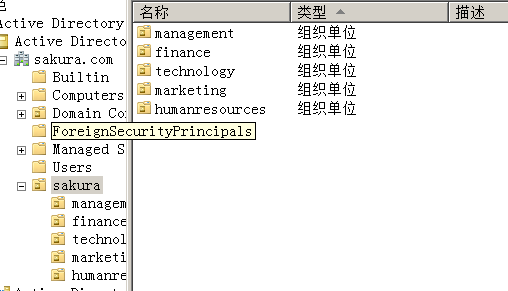 总
名称 类型 描述
Active Directory
Active Directo
sakura.com
Builtin
Computers
Domain Co
ForeignSecurityPrincipals
Managed S
Users
sakura
managem
finance
technol
marketi
humanre
Active Directo
management 组织单位
finance 组织单位
technology 组织单位
marketing 组织单位
humanresources 组织单位